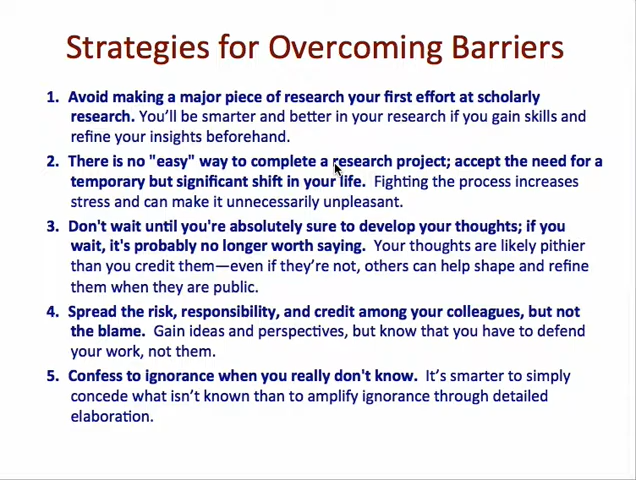 Strategies for Overcoming Barriers
1. Avoid making a major piece of research your first effort at scholarly
research. You'll be smarter and better in your research if you gain skills and
refine your insights beforehand.
2. There is no "easy" way to complete a research project; accept the need for a
temporary but significant shift in your life. Fighting the process increases
stress and can make it unnecessarily unpleasant.
3. Don't wait until you're absolutely sure to develop your thoughts; if you
wait, it's probably no longer worth saying. Your thoughts are likely pithier
than you credit them—even if they're not, others can help shape and refine
them when they are public.
4. Spread the risk, responsibility, and credit among your colleagues, but not
the blame. Gain ideas and perspectives, but know that you have to defend
your work, not them.
5. Confess to ignorance when you really don't know. It's smarter to simply
concede what isn't known than to amplify ignorance through detailed
elaboration.